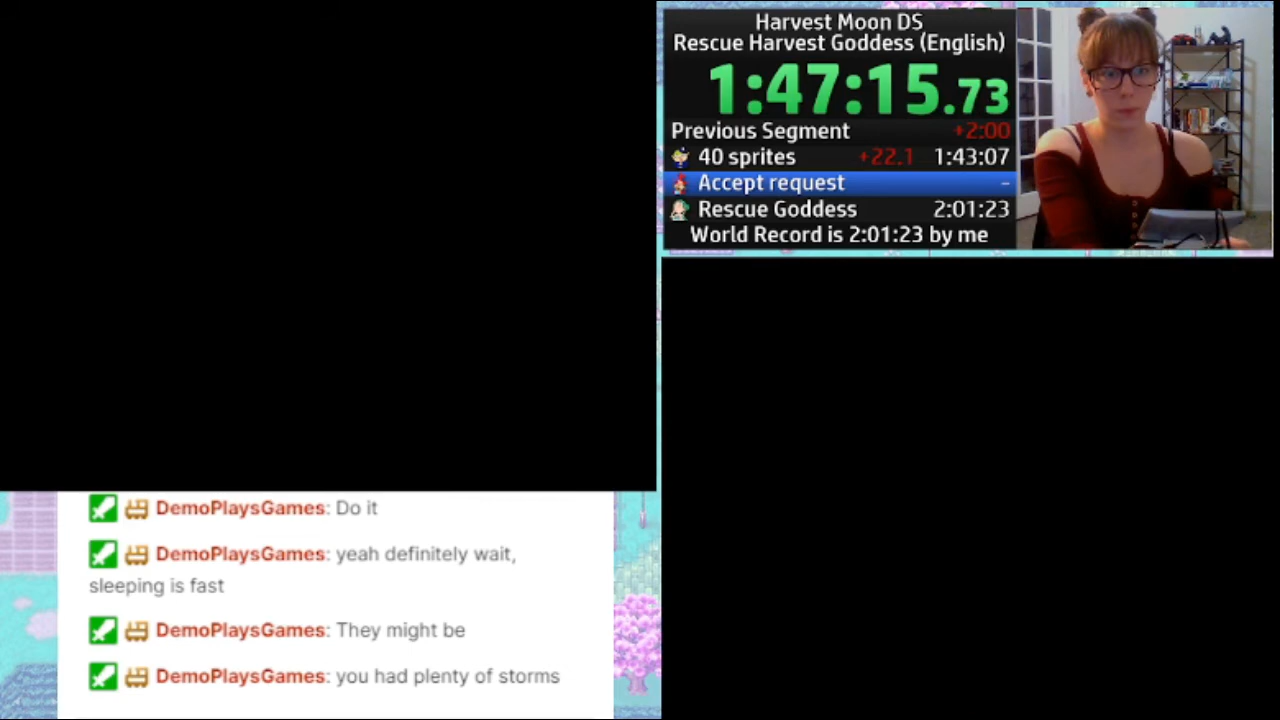 Harvest Moon DS
Rescue Harvest Goddess (English)
1:47:15.73
Previous Segment +2:00
40 sprites +22.1 1:43:07
Accept request -
Rescue Goddess 2:01:23
World Record is 2:01:23 by me
DemoPlaysGames: Do it
DemoPlaysGames: yeah definitely wait,
sleeping is fast
DemoPlaysGames: They might be
DemoPlaysGames: you had plenty of storms